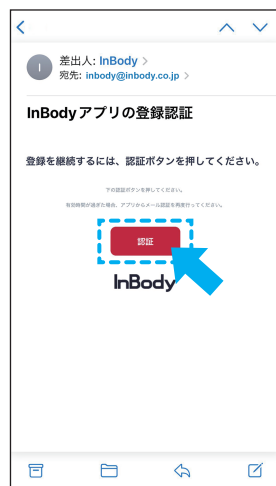 I
差出人: InBody
宛先: inbody@inbody.co.jp
InBodyアプリの登録認証
登録を継続するには、認証ボタンを押してください。
下の認証ボタンを押してください。
有効時間が過ぎた場合、アプリからメール認証を再度行ってください。
認証
InBody